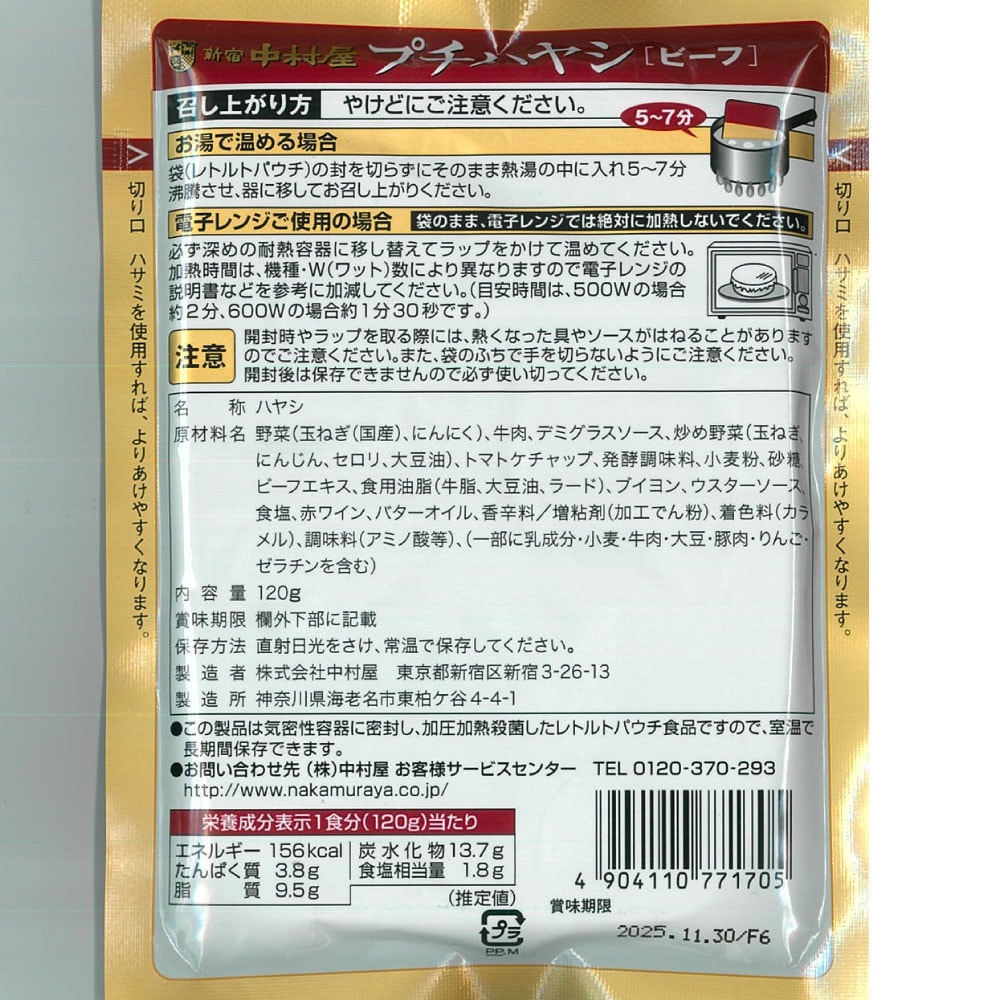 新宿 中村屋 プチハヤシ [ビーフ]
召し上がり方 やけどにご注意ください。
5~7分
お湯で温める場合
袋(レトルトパウチ)の封を切らずにそのまま熱湯の中に入れ5~7分
沸騰させ、器に移してお召し上がりください。
電子レンジご使用の場合 袋のまま、電子レンジでは絶対に加熱しないでください。
必ず深めの耐熱容器に移し替えてラップをかけて温めてください。
加熱時間は、機種・W(ワット)数により異なりますので電子レンジの
説明書などを参考に加減してください。(目安時間は、500Wの場合
約2分、600Wの場合約1分30秒です。)
注意
開封時やラップを取る際には、熱くなった具やソースがはねることがあります
のでご注意ください。また、袋のふちで手を切らないようにご注意ください。
開封後は保存できませんので必ず使い切ってください。
名称 ハヤシ
原材料名 野菜(玉ねぎ(国産)、にんにく)、牛肉、デミグラスソース、炒め野菜(玉ねぎ、
にんじん、セロリ、大豆油)、トマトケチャップ、発酵調味料、小麦粉、砂糖、
ビーフエキス、食用油脂(牛脂、大豆油、ラード)、ブイヨン、ウスターソース、
食塩、赤ワイン、バターオイル、香辛料/増粘剤(加工でん粉)、着色料(カラ
メル)、調味料(アミノ酸等)、(一部に乳成分・小麦・牛肉・大豆・豚肉・りんご・
ゼラチンを含む)
内容量 120g
賞味期限 欄外下部に記載
保存方法 直射日光をさけ、常温で保存してください。
製造者 株式会社中村屋 東京都新宿区新宿3-26-13
製造所 神奈川県海老名市東柏ケ谷4-4-1
●この製品は気密性容器に密封し、加圧加熱殺菌したレトルトパウチ食品ですので、室温で
長期間保存できます。
●お問い合わせ先 (株)中村屋 お客様サービスセンター TEL 0120-370-293
http://www.nakamuraya.co.jp/
栄養成分表示1食分(120g)当たり
エネルギー 156kcal 炭水化物 13.7g
たんぱく質 3.8g 食塩相当量 1.8g
脂質 9.5g
(推定値)
4 904110 771705
賞味期限
2025.11.30/F6
プラ
PP,M
切り口 ハサミを使用すれば、よりあけやすくなります。
切り口 ハサミを使用すれば、よりあけやすくなります。